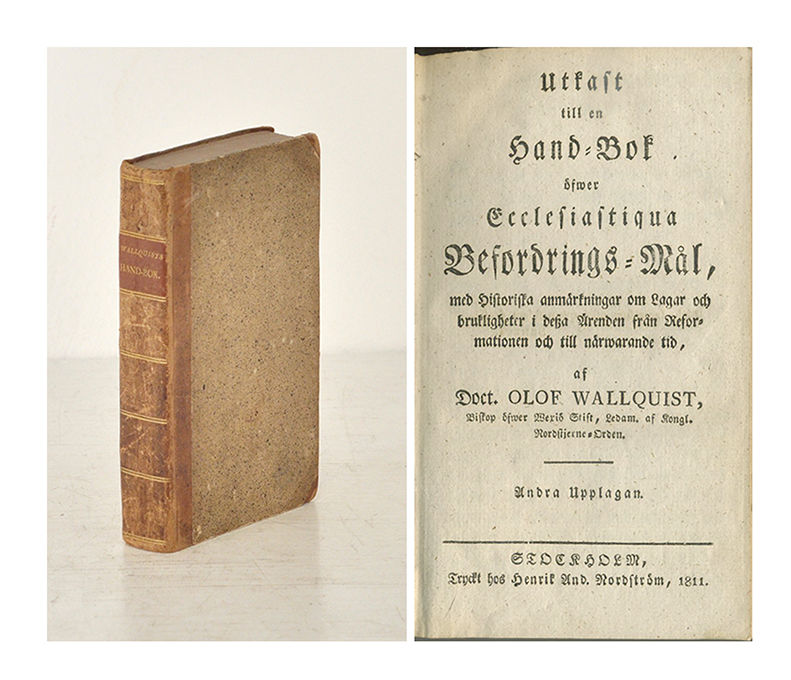 WALLQUISTS
HAND-BOK.
Utkast
till en
Hand-Bok
öfwer
Ecclesiastiqua
Befordrings-Mål,
med Historiska anmärkningar om Lagar och
brukligheter i deßa Ärenden från Refor-
mationen och till närwarande tid,
af
Doct. OLOF WALLQUIST,
Biskop öfwer Wexiö Stift, Ledam. af Kongl.
Nordstjerne-Orden.
Andra Upplagan.
STOCKHOLM,
Tryckt hos Henrik And. Nordström, 1811.